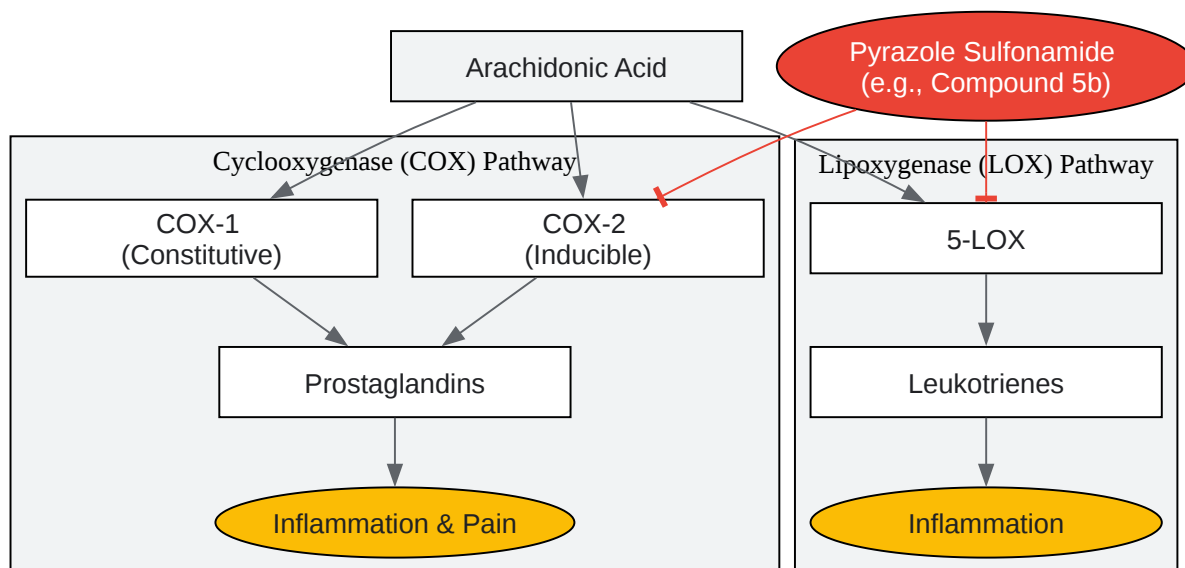 Arachidonic Acid
Pyrazole Sulfonamide
(e.g., Compound 5b)
Cyclooxygenase (COX) Pathway
Lipoxygenase (LOX) Pathway
COX-1
(Constitutive)
COX-2
(Inducible)
5-LOX
Prostaglandins
Leukotrienes
Inflammation & Pain
Inflammation